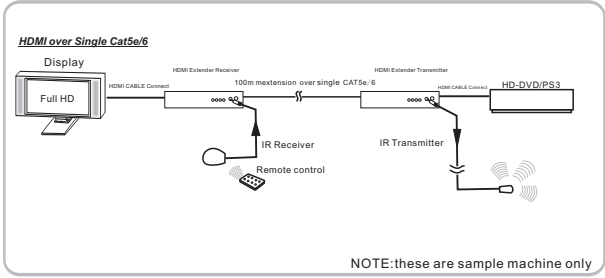 HDMI over Single Cat5e/6
Display
Full HD
HDMI CABLE Connect
HDMI Extender Receiver
100m mextension over single CAT5e/6
HDMI Extender Transmitter
HDMI CABLE Connect
HD-DVD/PS3
IR Receiver
Remote control
IR Transmitter
NOTE:these are sample machine only